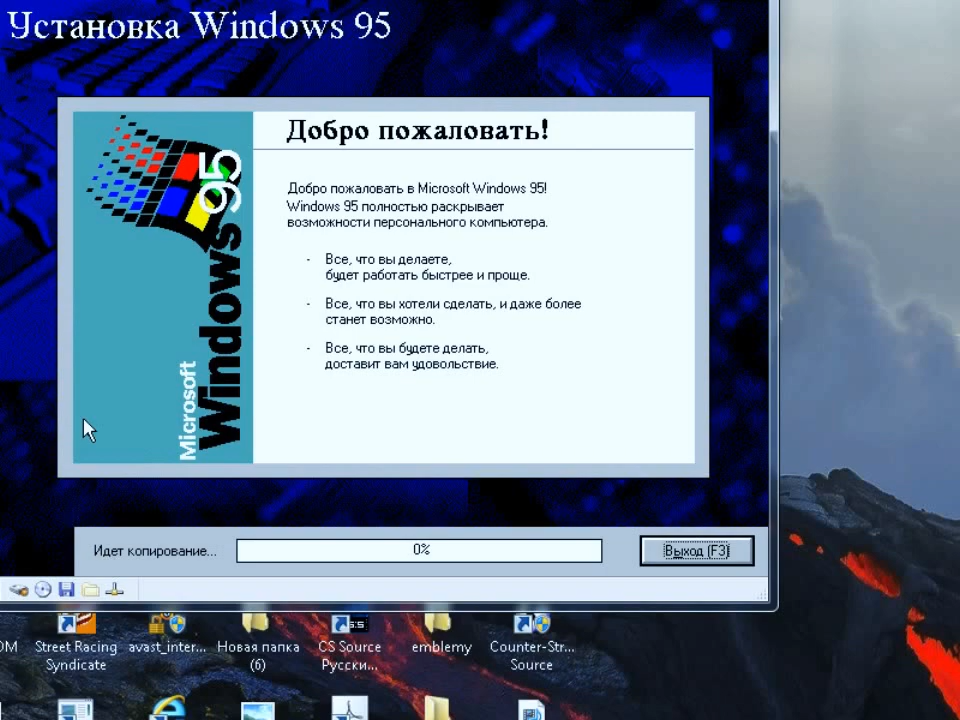 Установка Windows 95
Добро пожаловать!
Microsoft Windows 95
Добро пожаловать в Microsoft Windows 95!
Windows 95 полностью раскрывает
возможности персонального компьютера.
- Все, что вы делаете,
будет работать быстрее и проще.
- Все, что вы хотели сделать, и даже более
станет возможно.
- Все, что вы будете делать,
доставит вам удовольствие.
Идет копирование...
0%
Выход (F3)
OM
Street Racing
Syndicate
avast_inter...
Новая папка
(6)
CS Source
Русски...
emblemy
Counter-Str...
Source